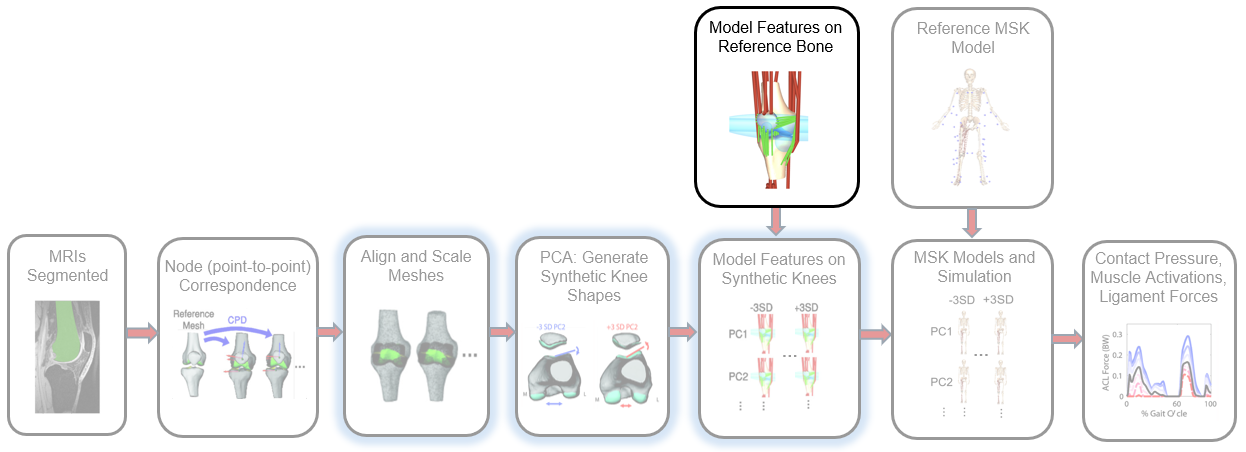 Model Features on
Reference Bone
Reference MSK
Model
MRIs
Segmented
Node (point-to-point)
Correspondence
Reference
Mesh
CPD
...
Align and Scale
Meshes
...
PCA: Generate
Synthetic Knee
Shapes
-3 SD PC2
+3 SD PC2
M
L
M
L
Model Features on
Synthetic Knees
-3SD
+3SD
PC1
...
PC2
MSK Models and
Simulation
-3SD
+3SD
PC1
...
PC2
Contact Pressure,
Muscle Activations,
Ligament Forces
ACL Force (BW)
0.3
0.2
0.1
0
0
50
100
% Gait Cycle